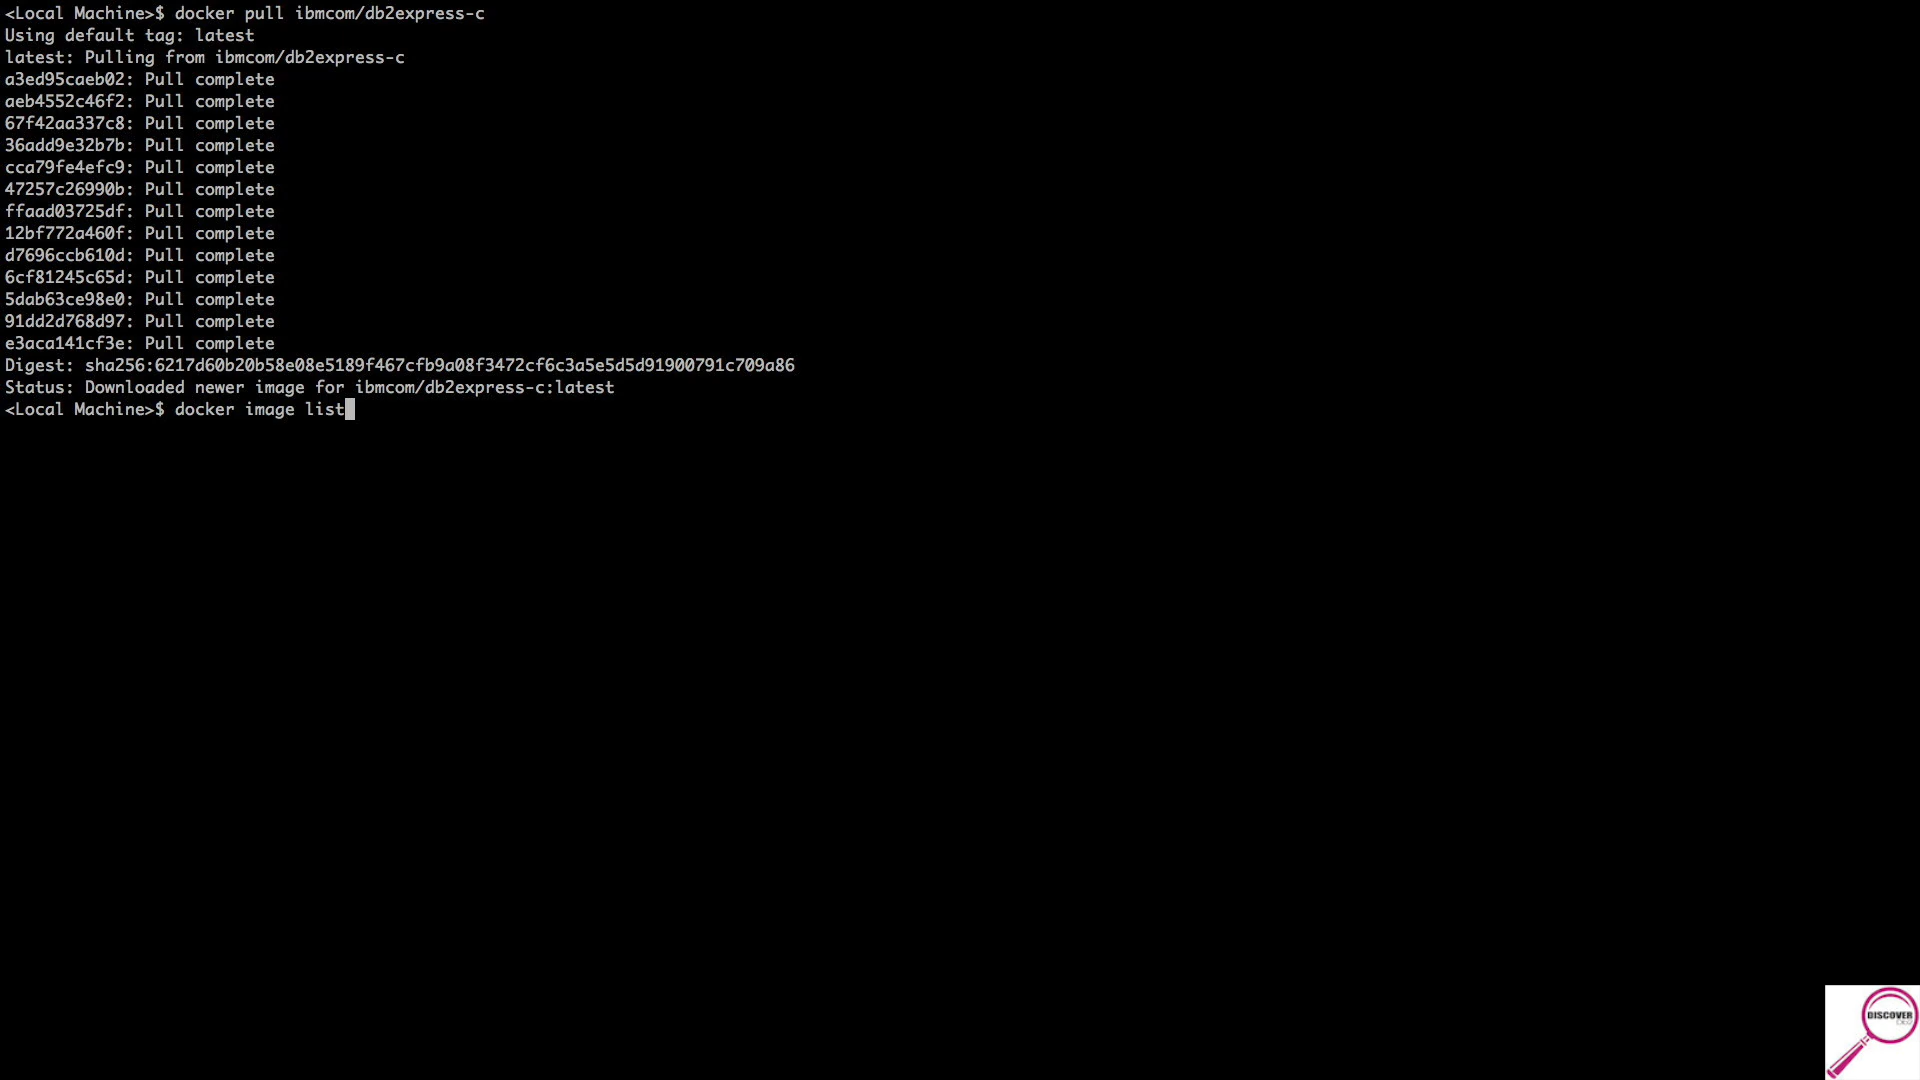 <Local Machine>$ docker pull ibmcom/db2express-c
Using default tag: latest
latest: Pulling from ibmcom/db2express-c
a3ed95caeb02: Pull complete
aeb4552c46f2: Pull complete
67f42aa337c8: Pull complete
36add9e32b7b: Pull complete
cca79fe4efc9: Pull complete
47257c26990b: Pull complete
ffaad03725df: Pull complete
12bf772a460f: Pull complete
d7696ccb610d: Pull complete
6cf81245c65d: Pull complete
5dab63ce98e0: Pull complete
91dd2d768d97: Pull complete
e3aca141cf3e: Pull complete
Digest: sha256:6217d60b20b58e08e5189f467cfb9a08f3472cf6c3a5e5d5d91900791c709a86
Status: Downloaded newer image for ibmcom/db2express-c:latest
<Local Machine>$ docker image list
DISCOVER